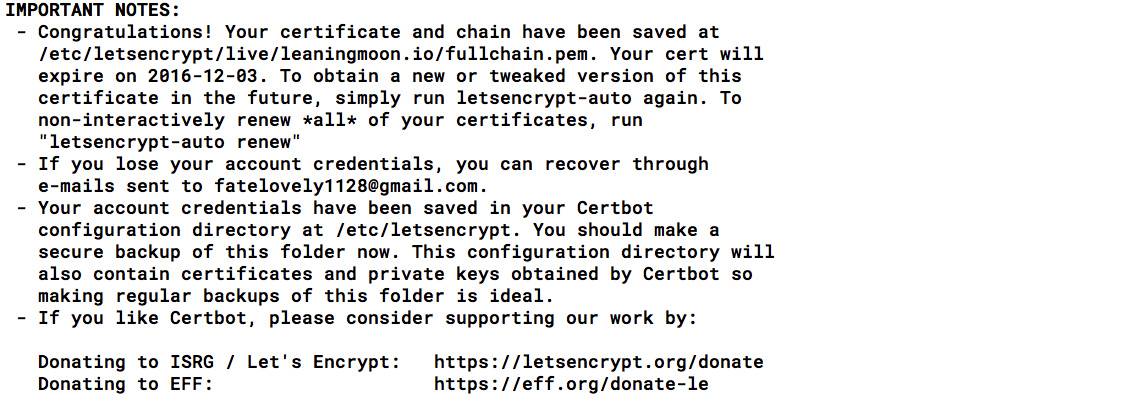 IMPORTANT NOTES:
- Congratulations! Your certificate and chain have been saved at
/etc/letsencrypt/live/leaningmoon.io/fullchain.pem. Your cert will
expire on 2016-12-03. To obtain a new or tweaked version of this
certificate in the future, simply run letsencrypt-auto again. To
non-interactively renew *all* of your certificates, run
"letsencrypt-auto renew"
- If you lose your account credentials, you can recover through
e-mails sent to fatelovely1128@gmail.com.
- Your account credentials have been saved in your Certbot
configuration directory at /etc/letsencrypt. You should make a
secure backup of this folder now. This configuration directory will
also contain certificates and private keys obtained by Certbot so
making regular backups of this folder is ideal.
- If you like Certbot, please consider supporting our work by:
Donating to ISRG / Let's Encrypt: https://letsencrypt.org/donate
Donating to EFF: https://eff.org/donate-le